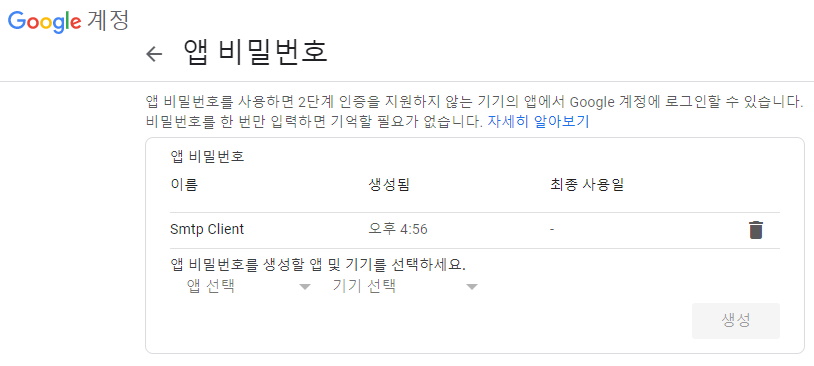 Google 계정
앱 비밀번호
앱 비밀번호를 사용하면 2단계 인증을 지원하지 않는 기기의 앱에서 Google 계정에 로그인할 수 있습니다.
비밀번호를 한 번만 입력하면 기억할 필요가 없습니다. 자세히 알아보기
앱 비밀번호
이름 생성됨 최종 사용일
Smtp Client 오후 4:56 -
앱 비밀번호를 생성할 앱 및 기기를 선택하세요.
앱 선택 기기 선택
생성